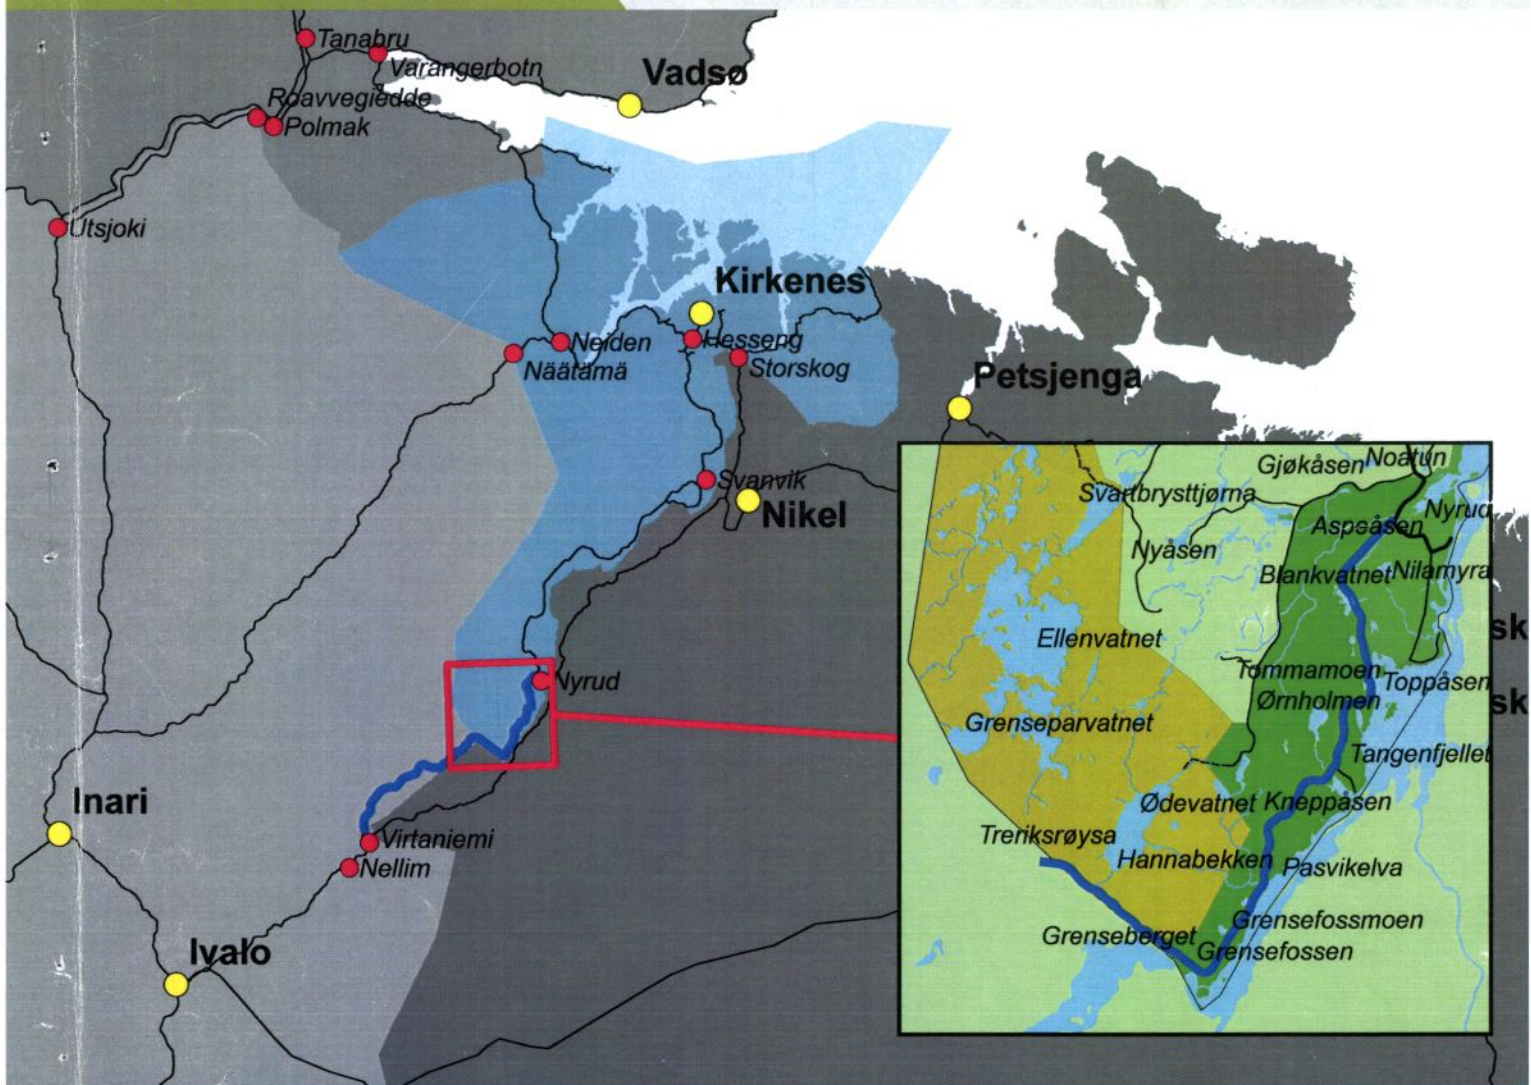 Tanabru
Varangerbotn
Vadsø
Roavvegiedde
Polmak
Utsjoki
Kirkenes
Neiden
Hesseng
Näätämä
Storskog
Petsjenga
Svanvik
Nikel
Nyrud
Inari
Virtaniemi
Nellim
Ivalo
Gjøkåsen
Noatun
Svartbrysttjørna
Nyrud
Aspeåsen
Nyåsen
Blankvatnet
Nilamyra
Ellenvatnet
sk
Tommamoen
Toppåsen
Ørnholmen
sk
Grenseparvatnet
Tangenfjellet
Ødevatnet
Kneppåsen
Treriksrøysa
Hannabekken
Pasvikelva
Grensefossmoen
Grenseberget
Grensefossen